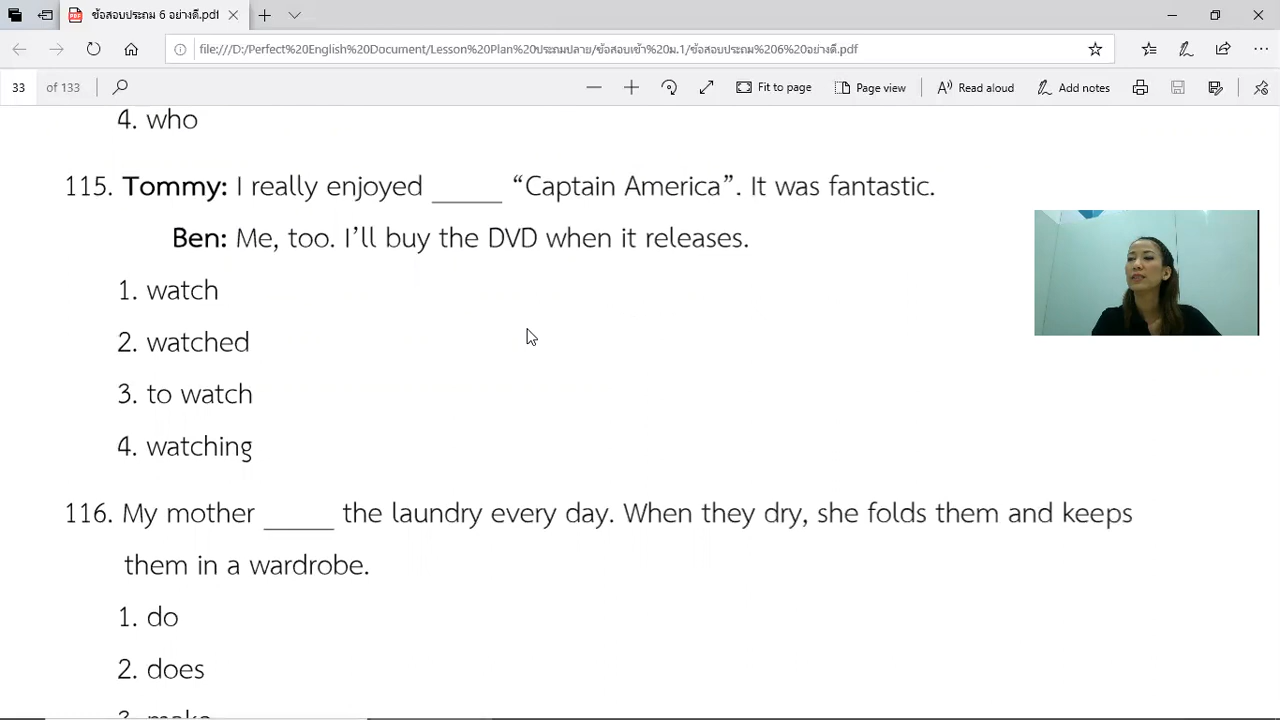 ข้อสอบประถม 6 อย่างดี.pdf
file:///D:/Perfect%20English%20Document/Lesson%20Plan%20ประถมปลาย/ข้อสอบเข้า%20ม.1/ข้อสอบประถม%206%20อย่างดี.pdf
33 of 133 Fit to page Page view Read aloud Add notes
4. who
115. Tommy: I really enjoyed _____ “Captain America”. It was fantastic.
Ben: Me, too. I’ll buy the DVD when it releases.
1. watch
2. watched
3. to watch
4. watching
116. My mother _____ the laundry every day. When they dry, she folds them and keeps
them in a wardrobe.
1. do
2. does
3. make